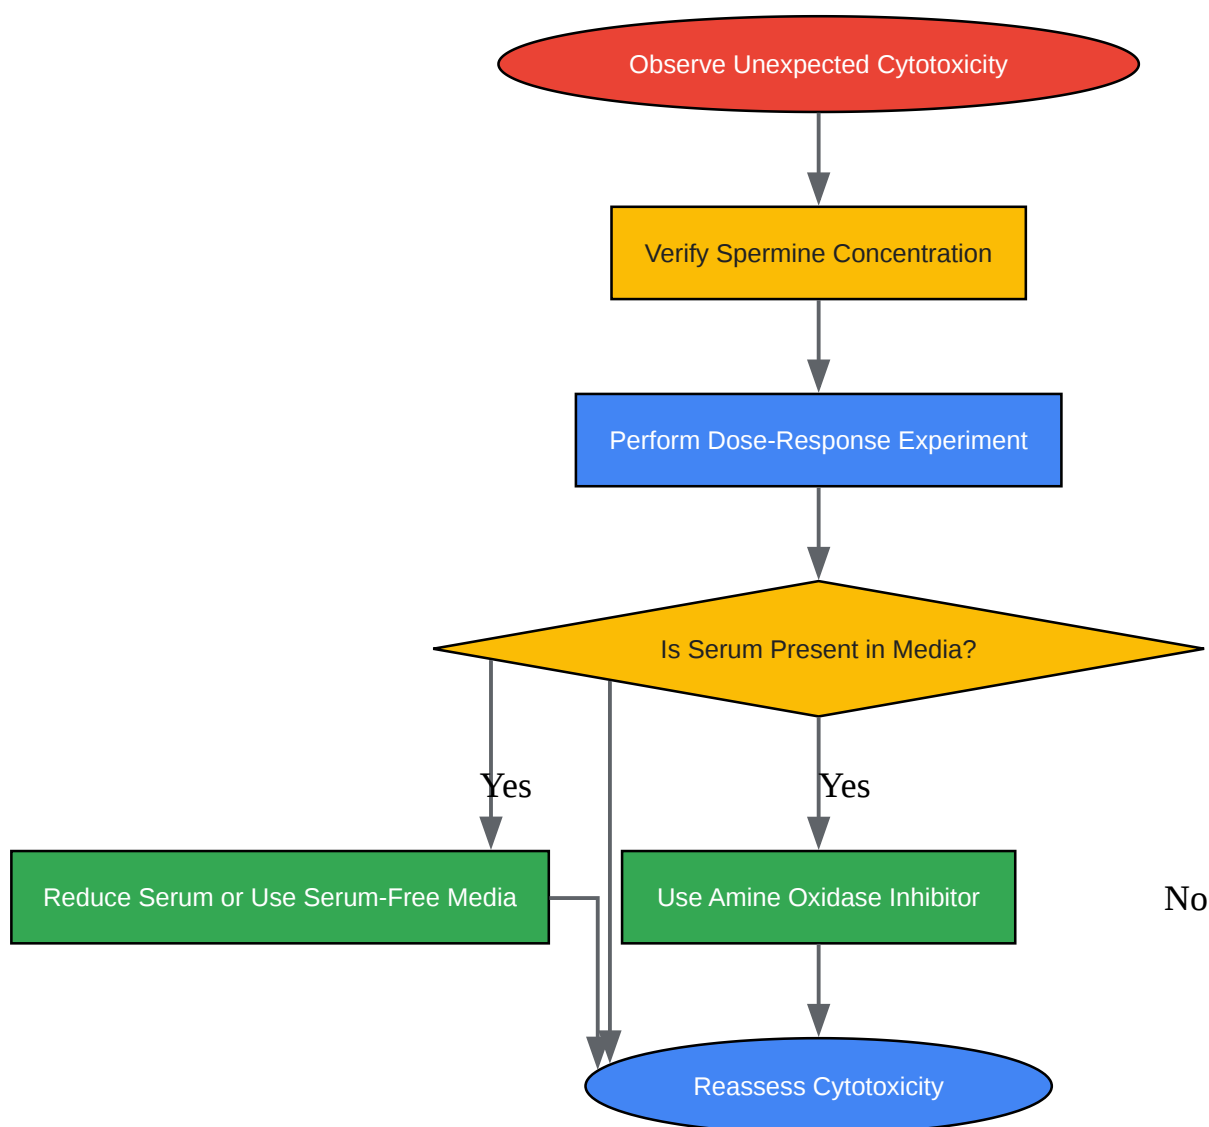 Observe Unexpected Cytotoxicity
Verify Spermine Concentration
Perform Dose-Response Experiment
Is Serum Present in Media?
Yes
Yes
Reduce Serum or Use Serum-Free Media
Use Amine Oxidase Inhibitor
No
Reassess Cytotoxicity